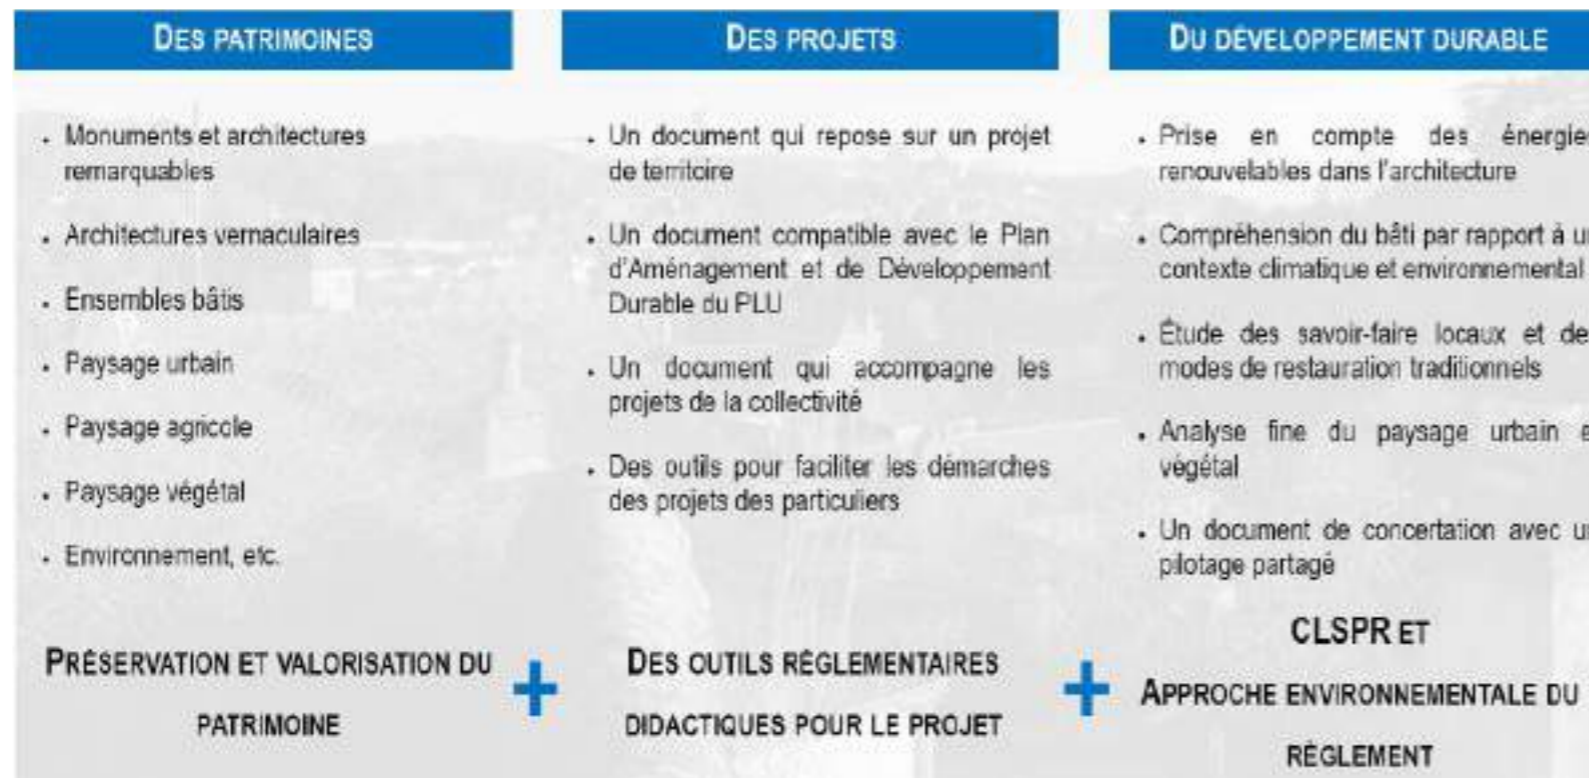 DES PATRIMOINES
• Monuments et architectures
remarquables
• Architectures vernaculaires
• Ensembles bâtis
• Paysage urbain
• Paysage agricole
• Paysage végétal
• Environnement, etc.
PRÉSERVATION ET VALORISATION DU
PATRIMOINE
+
DES PROJETS
• Un document qui repose sur un projet
de territoire
• Un document compatible avec le Plan
d'Aménagement et de Développement
Durable du PLU
• Un document qui accompagne les
projets de la collectivité
• Des outils pour faciliter les démarches
des projets des particuliers
DES OUTILS RÉGLEMENTAIRES
DIDACTIQUES POUR LE PROJET
+
DU DÉVELOPPEMENT DURABLE
• Prise en compte des énergies
renouvelables dans l'architecture
• Compréhension du bâti par rapport à un
contexte climatique et environnemental
• Étude des savoir-faire locaux et de
modes de restauration traditionnels
• Analyse fine du paysage urbain e
végétal
• Un document de concertation avec un
pilotage partagé
CLSPR ET
APPROCHE ENVIRONNEMENTALE DU
RÈGLEMENT